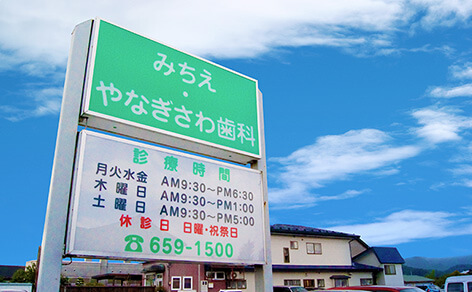 みちえ
・
やなぎさわ歯科
診療時間
月火水金 AM9:30~PM6:30
木曜日 AM9:30~PM1:00
土曜日 AM9:30~PM5:00
休診日 日曜・祝祭日
☎659-1500